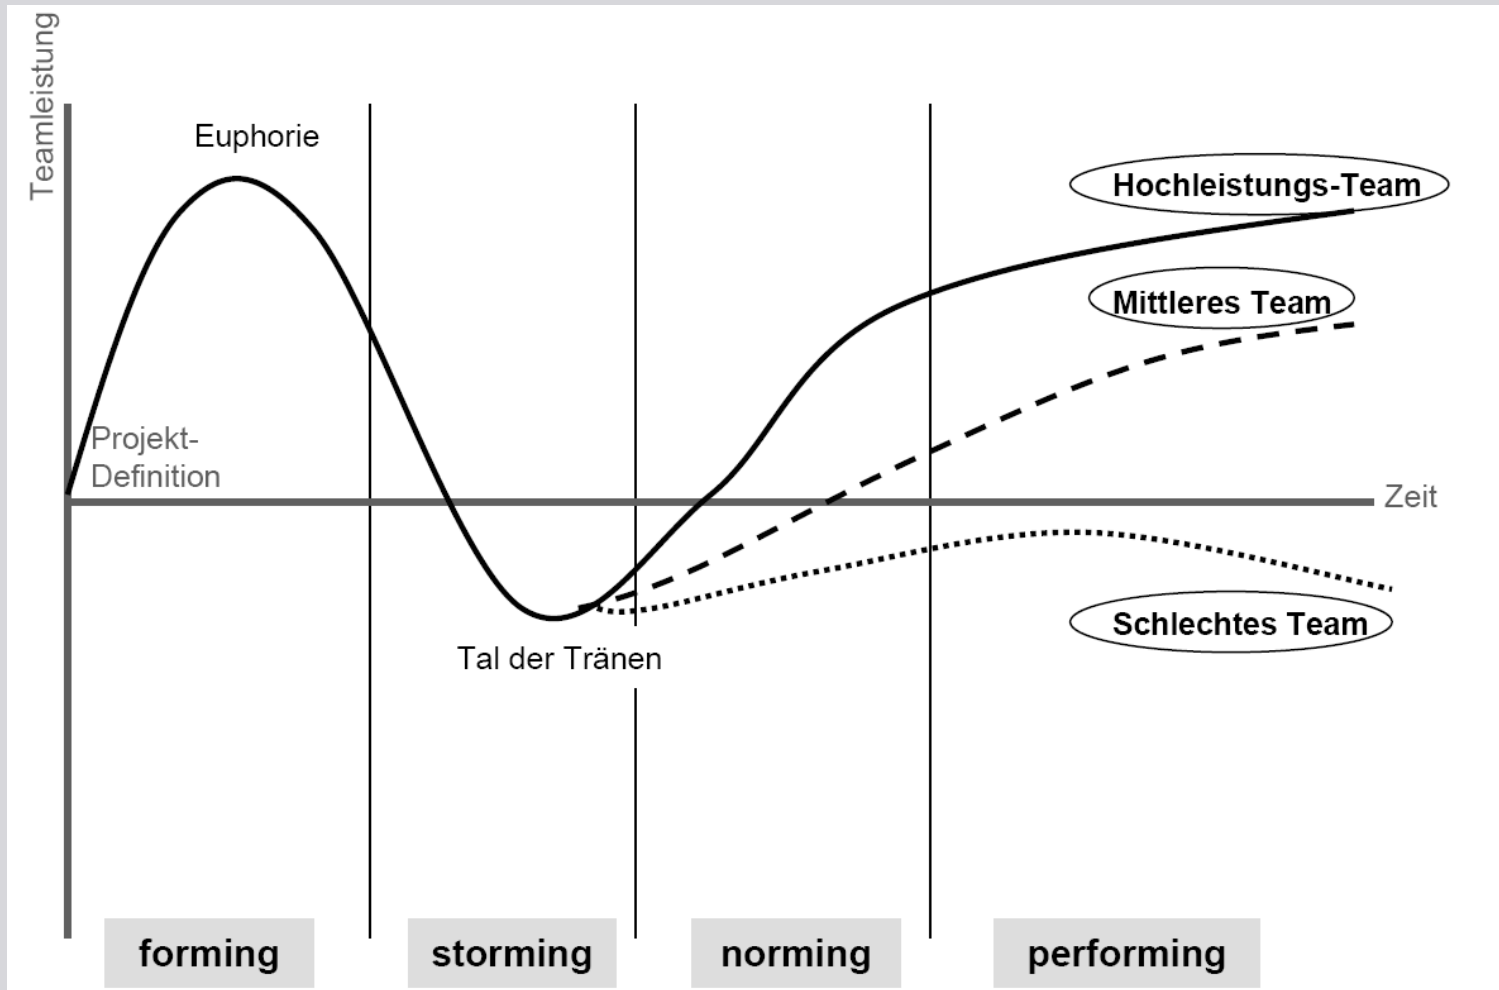 Teamleistung
Euphorie
Hochleistungs-Team
Mittleres Team
Projekt-
Definition
Zeit
Schlechtes Team
Tal der Tränen
forming
storming
norming
performing